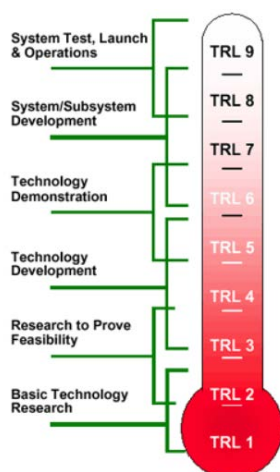 System Test, Launch
& Operations
System/Subsystem
Development
Technology
Demonstration
Technology
Development
Research to Prove
Feasibility
Basic Technology
Research
TRL 9
TRL 8
TRL 7
TRL 6
TRL 5
TRL 4
TRL 3
TRL 2
TRL 1